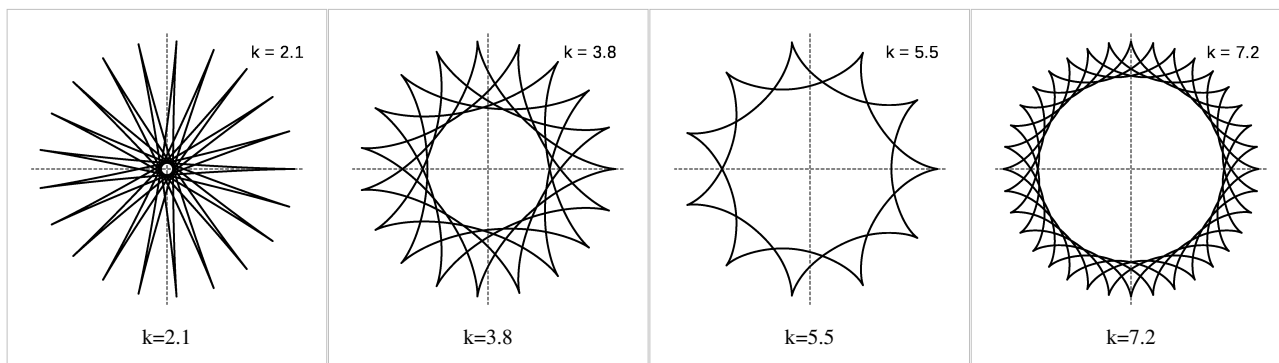 k = 2.1
k = 3.8
k = 5.5
k = 7.2
k=2.1
k=3.8
k=5.5
k=7.2